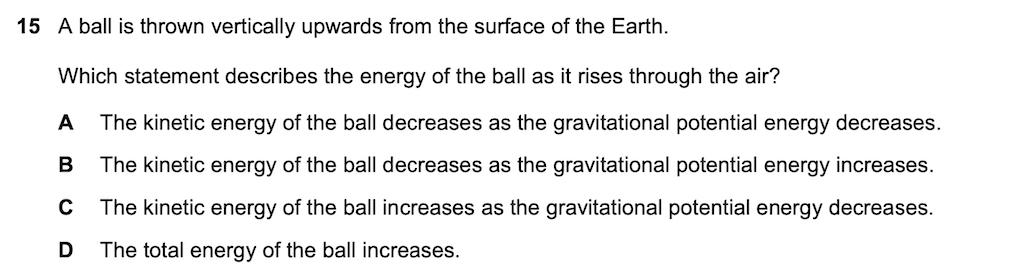 15 A ball is thrown vertically upwards from the surface of the Earth.
Which statement describes the energy of the ball as it rises through the air?
A The kinetic energy of the ball decreases as the gravitational potential energy decreases.
B The kinetic energy of the ball decreases as the gravitational potential energy increases.
C The kinetic energy of the ball increases as the gravitational potential energy decreases.
D The total energy of the ball increases.